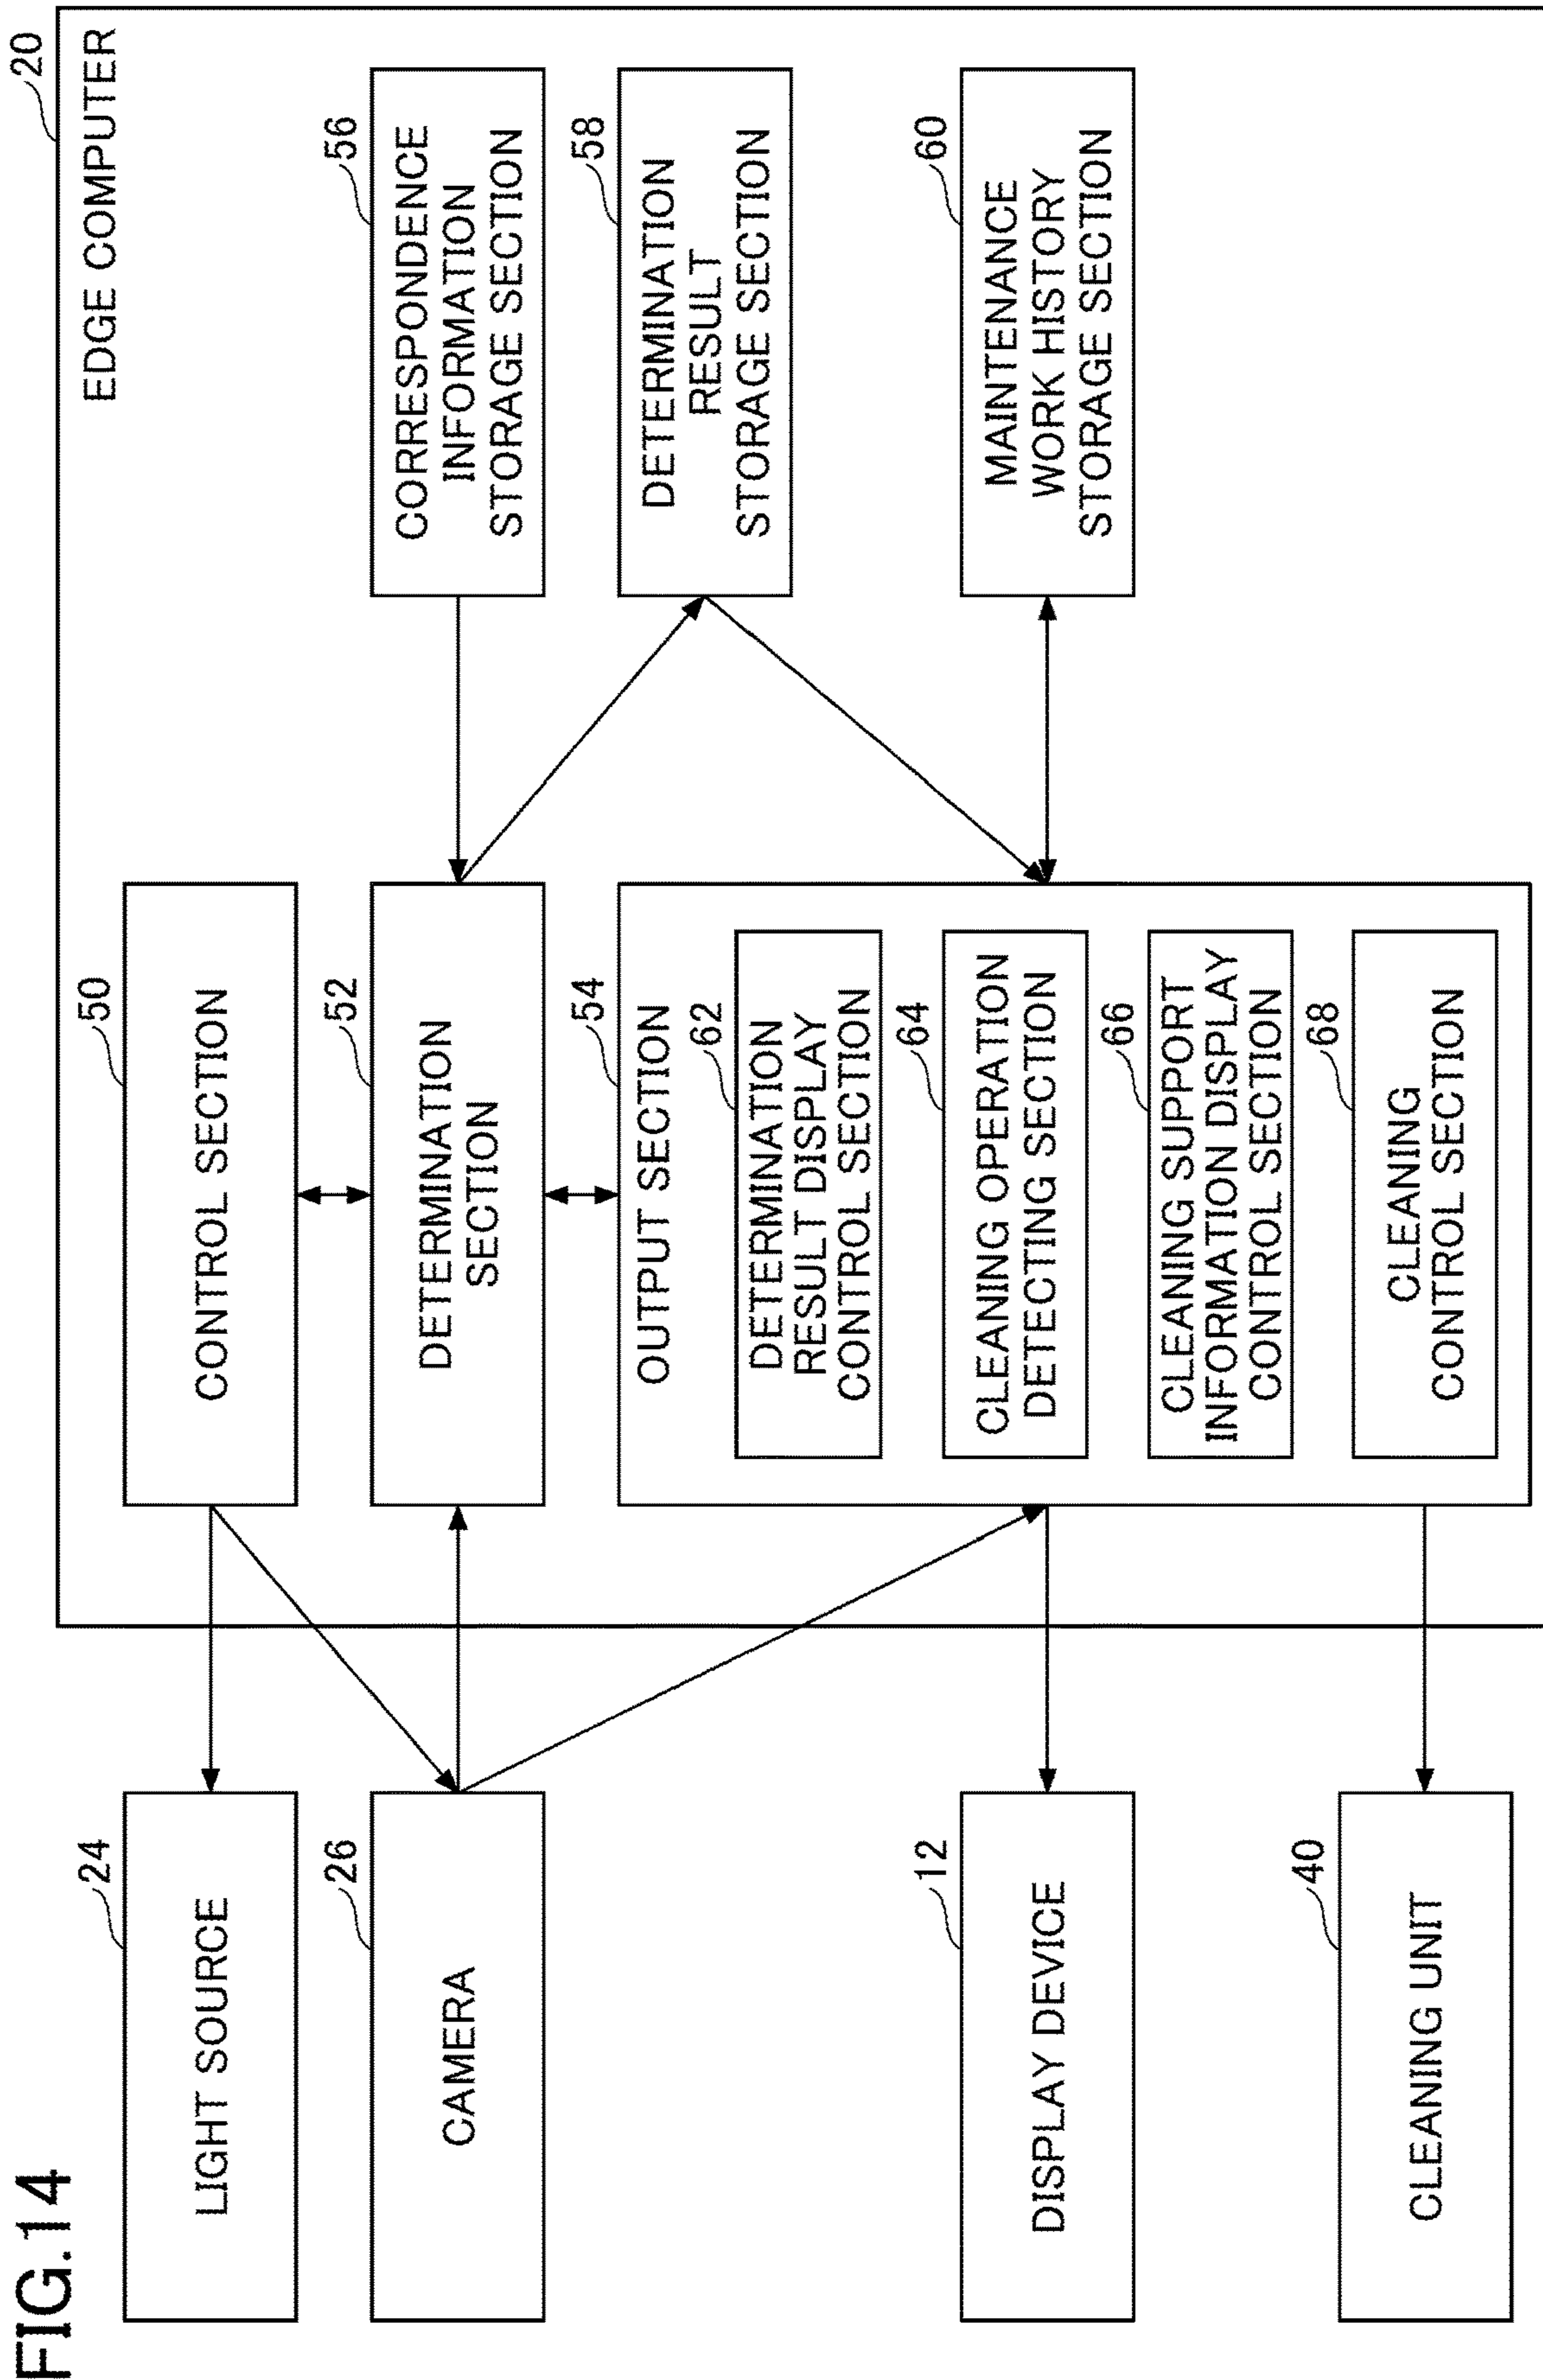 FIG.14
20
EDGE COMPUTER
24
LIGHT SOURCE
26
CAMERA
12
DISPLAY DEVICE
40
CLEANING UNIT
50
CONTROL SECTION
52
DETERMINATION
SECTION
54
OUTPUT SECTION
62
DETERMINATION
RESULT DISPLAY
CONTROL SECTION
64
CLEANING OPERATION
DETECTING SECTION
66
CLEANING SUPPORT
INFORMATION DISPLAY
CONTROL SECTION
68
CLEANING
CONTROL SECTION
56
CORRESPONDENCE
INFORMATION
STORAGE SECTION
58
DETERMINATION
RESULT
STORAGE SECTION
60
MAINTENANCE
WORK HISTORY
STORAGE SECTION